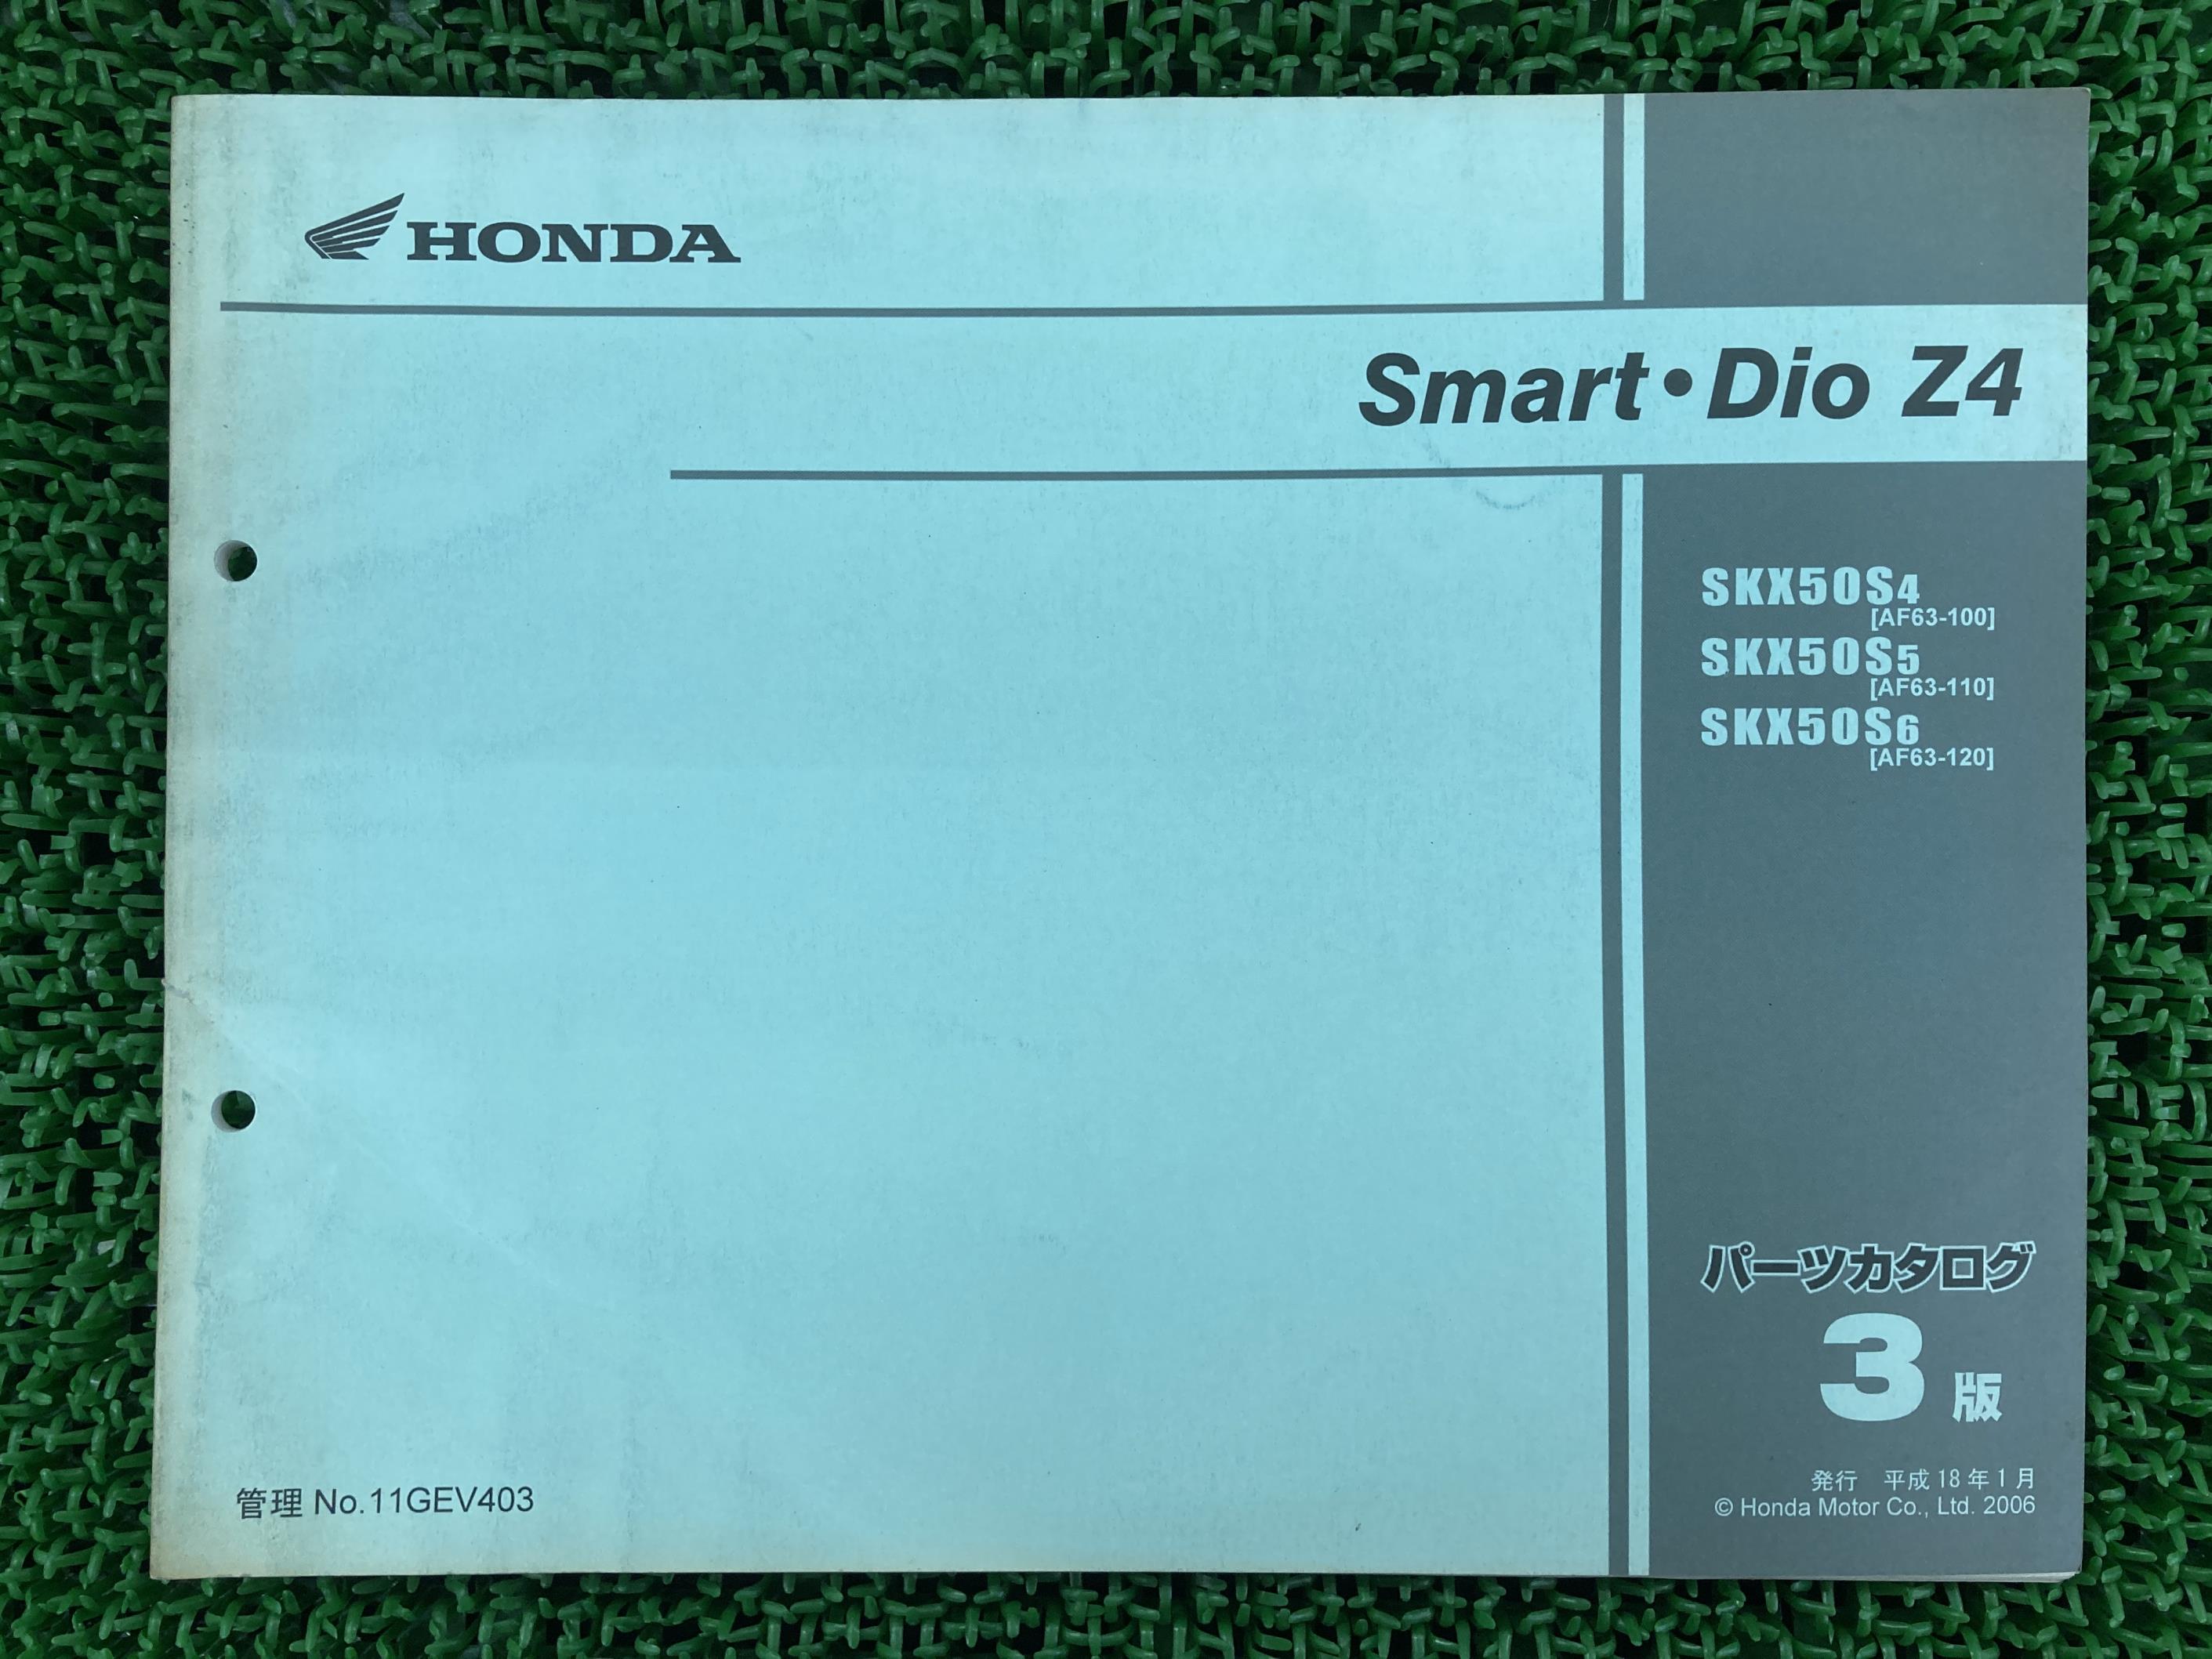 HONDA
Smart・Dio Z4
SKX50S4
[AF63-100]
SKX50S5
[AF63-110]
SKX50S6
[AF63-120]
パーツカタログ
3版
発行 平成18年1月
© Honda Motor Co., Ltd. 2006
管理 No.11GEV403